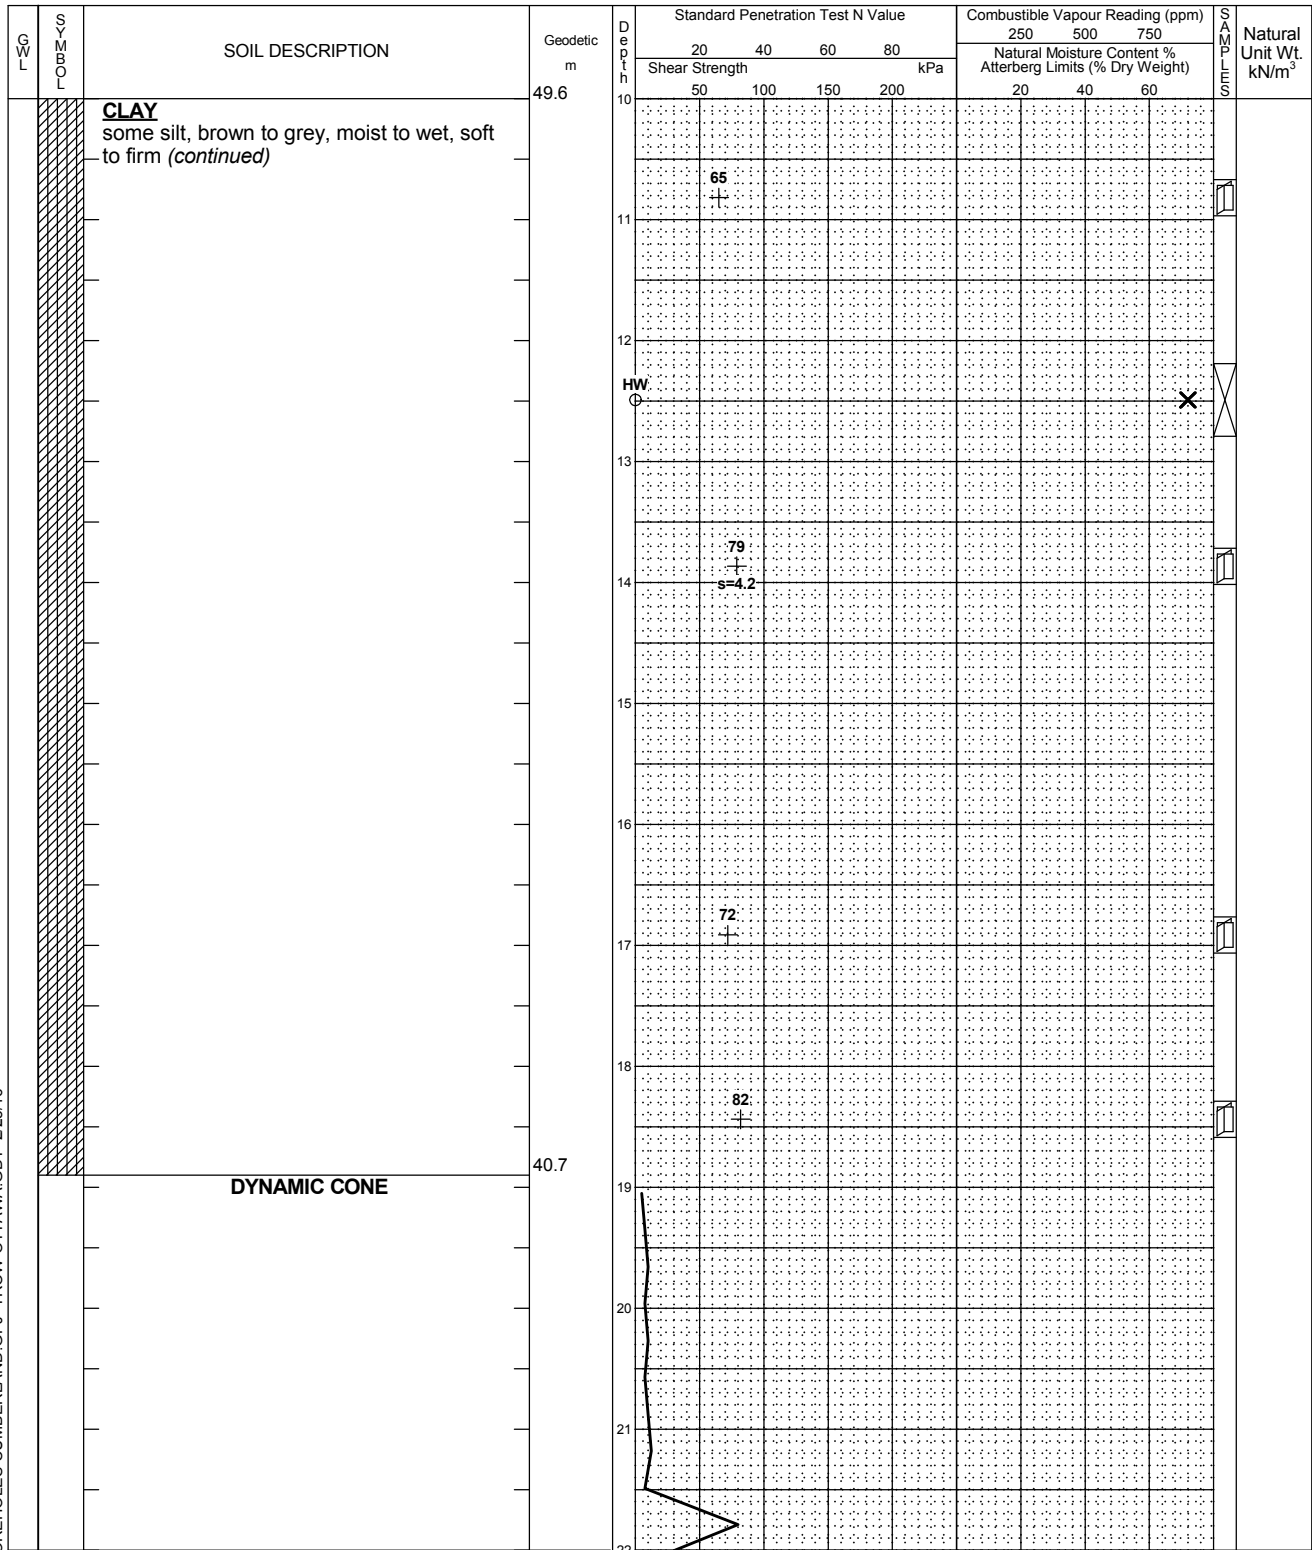 GWL
SYMBOL
SOIL DESCRIPTION
Geodetic
m
Depth
Standard Penetration Test N Value
20 40 60 80
Shear Strength kPa
50 100 150 200
Combustible Vapour Reading (ppm)
250 500 750
Natural Moisture Content %
Atterberg Limits (% Dry Weight)
20 40 60
SAMPLES
Natural
Unit Wt.
kN/m³
49.6
10
CLAY
some silt, brown to grey, moist to wet, soft
to firm (continued)
65
11
12
HW
13
79
14
s=4.2
15
16
72
17
18
82
40.7
DYNAMIC CONE
19
20
21